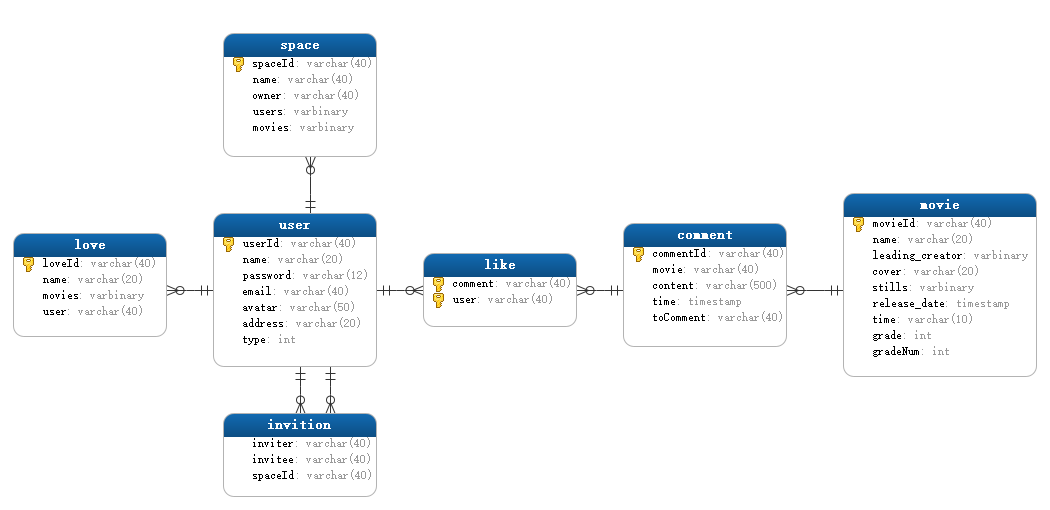 space
spaceId: varchar(40)
name: varchar(40)
owner: varchar(40)
users: varbinary
movies: varbinary
love
loveId: varchar(40)
name: varchar(20)
movies: varbinary
user: varchar(40)
user
userId: varchar(40)
name: varchar(20)
password: varchar(12)
email: varchar(40)
avatar: varchar(50)
address: varchar(20)
type: int
like
comment: varchar(40)
user: varchar(40)
comment
commentId: varchar(40)
movie: varchar(40)
content: varchar(500)
time: timestamp
toComment: varchar(40)
movie
movieId: varchar(40)
name: varchar(20)
leading_creator: varbinary
cover: varchar(20)
stills: varbinary
release_date: timestamp
time: varchar(10)
grade: int
gradeNum: int
invition
inviter: varchar(40)
invitee: varchar(40)
spaceId: varchar(40)